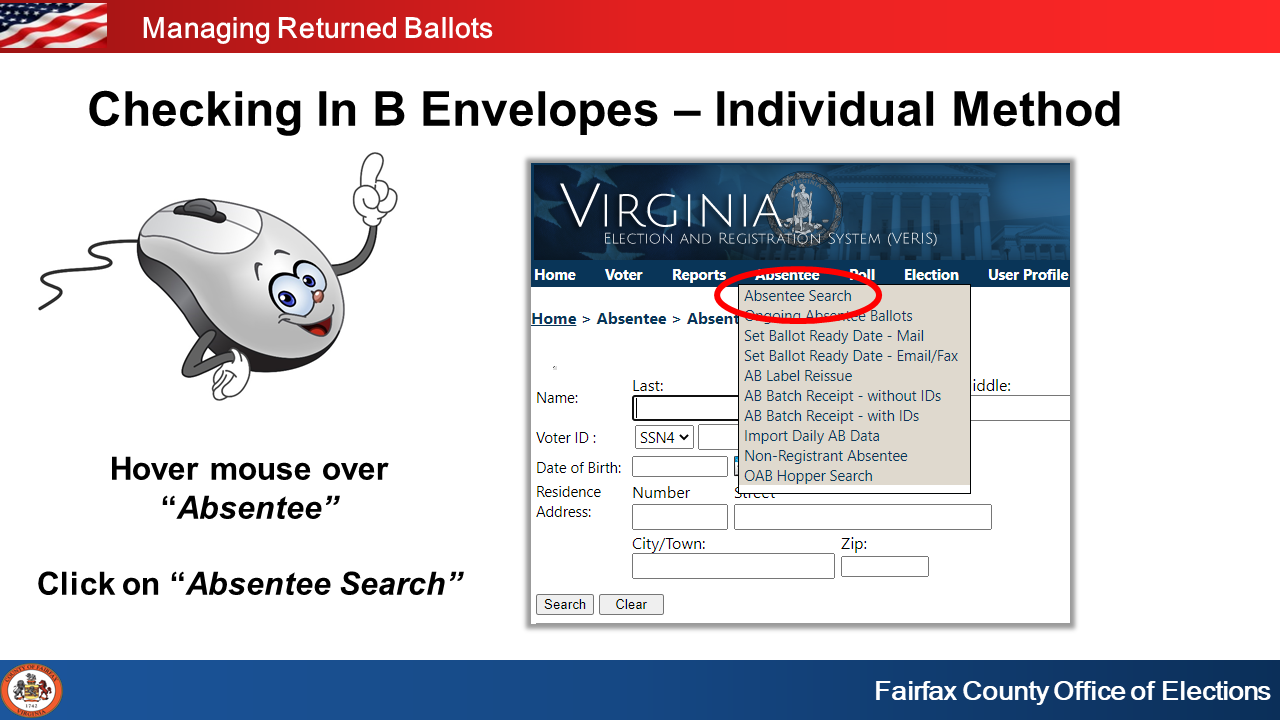 Managing Returned Ballots
Checking In B Envelopes – Individual Method
VIRGINIA
ELECTION AND REGISTRATION SYSTEM (VERIS)
Home Voter Reports Absentee Poll Election User Profile
Absentee Search
Home > Absentee > Absent
Ongoing Absentee Ballots
Set Ballot Ready Date - Mail
Set Ballot Ready Date - Email/Fax
AB Label Reissue
AB Batch Receipt - without IDs
AB Batch Receipt - with IDs
Import Daily AB Data
Non-Registrant Absentee
OAB Hopper Search
Last: iddle:
Name:
Voter ID : SSN4
Date of Birth:
Residence Address:
Number Street
City/Town: Zip:
Search Clear
Hover mouse over
“Absentee”
Click on “Absentee Search”
COUNTY OF FAIRFAX
1742
VIRGINIA
Fairfax County Office of Elections